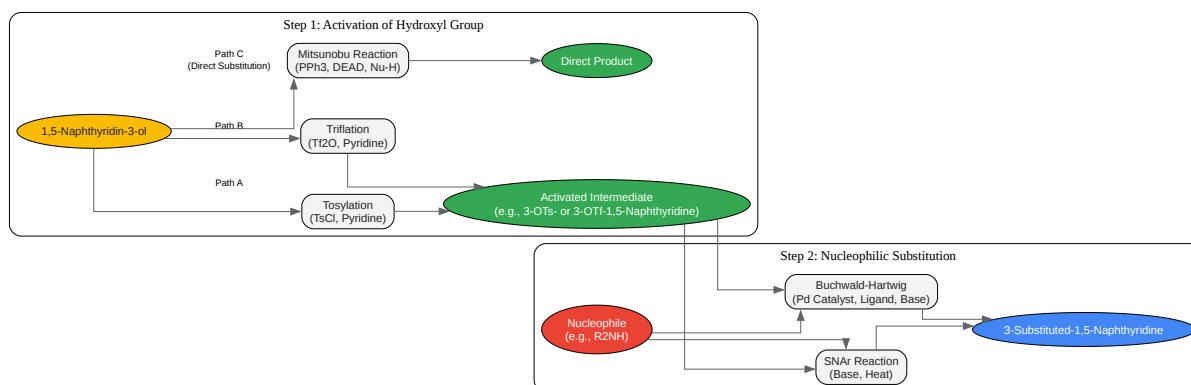 Step 1: Activation of Hydroxyl Group
Path C
(Direct Substitution)
Mitsunobu Reaction
(PPh3, DEAD, Nu-H)
Direct Product
1,5-Naphthyridin-3-ol
Path B
Triflation
(Tf2O, Pyridine)
Path A
Tosylation
(TsCl, Pyridine)
Activated Intermediate
(e.g., 3-OTs- or 3-OTf-1,5-Naphthyridine)
Step 2: Nucleophilic Substitution
Buchwald-Hartwig
(Pd Catalyst, Ligand, Base)
Nucleophile
(e.g., R2NH)
3-Substituted-1,5-Naphthyridine
SNAr Reaction
(Base, Heat)